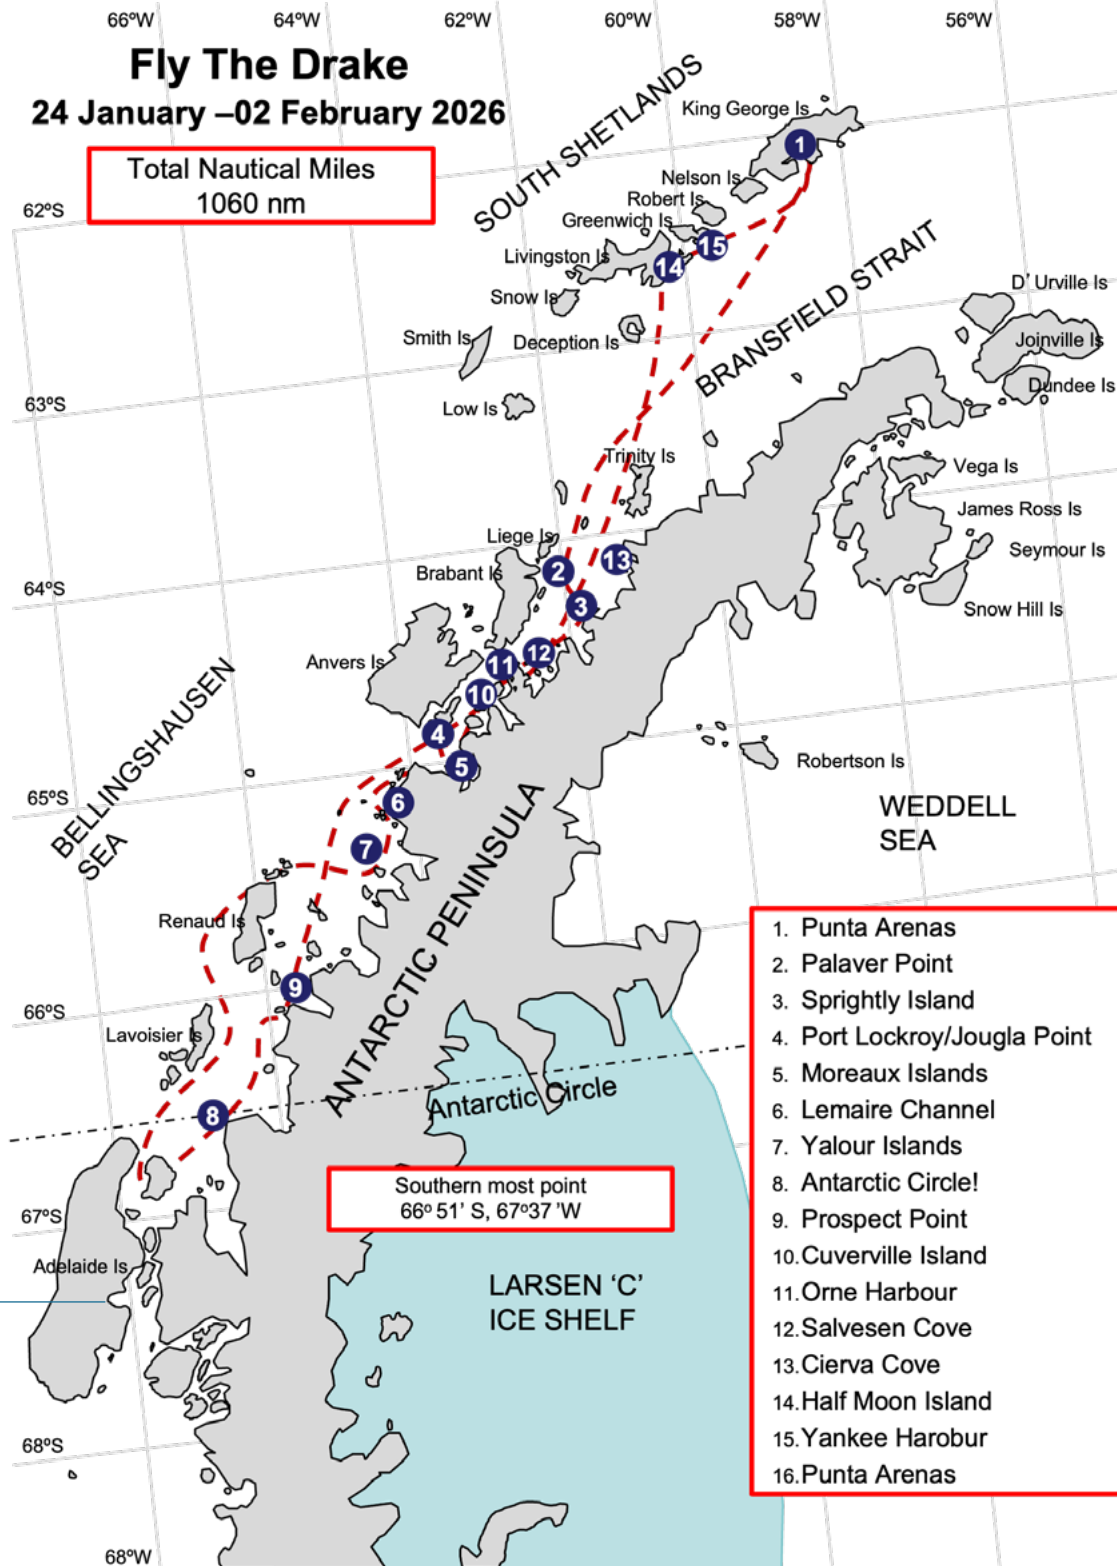 66ºW
64ºW
62ºW
60ºW
58ºW
56ºW
Fly The Drake
24 January –02 February 2026
Total Nautical Miles
1060 nm
SOUTH SHETLANDS
King George Is
1
Nelson Is
Robert Is
Greenwich Is
62ºS
15
Livingston Is
14
BRANSFIELD STRAIT
Snow Is
D’ Urville Is
Smith Is
Deception Is
Joinville Is
Dundee Is
63ºS
Low Is
Trinity Is
Vega Is
James Ross Is
Liege Is
Seymour Is
13
2
Brabant Is
64ºS
3
Snow Hill Is
12
11
Anvers Is
10
4
BELLINGSHAUSEN
SEA
5
Robertson Is
65ºS
6
WEDDELL
SEA
7
ANTARCTIC PENINSULA
Renaud Is
9
66ºS
Lavoisier Is
8
Antarctic Circle
Southern most point
66º 51’ S, 67º37 ’W
67ºS
Adelaide Is
LARSEN ‘C’
ICE SHELF
68ºS
68ºW
1. Punta Arenas
2. Palaver Point
3. Sprightly Island
4. Port Lockroy/Jougla Point
5. Moreaux Islands
6. Lemaire Channel
7. Yalour Islands
8. Antarctic Circle!
9. Prospect Point
10.Cuverville Island
11.Orne Harbour
12.Salvesen Cove
13.Cierva Cove
14.Half Moon Island
15.Yankee Harobur
16.Punta Arenas